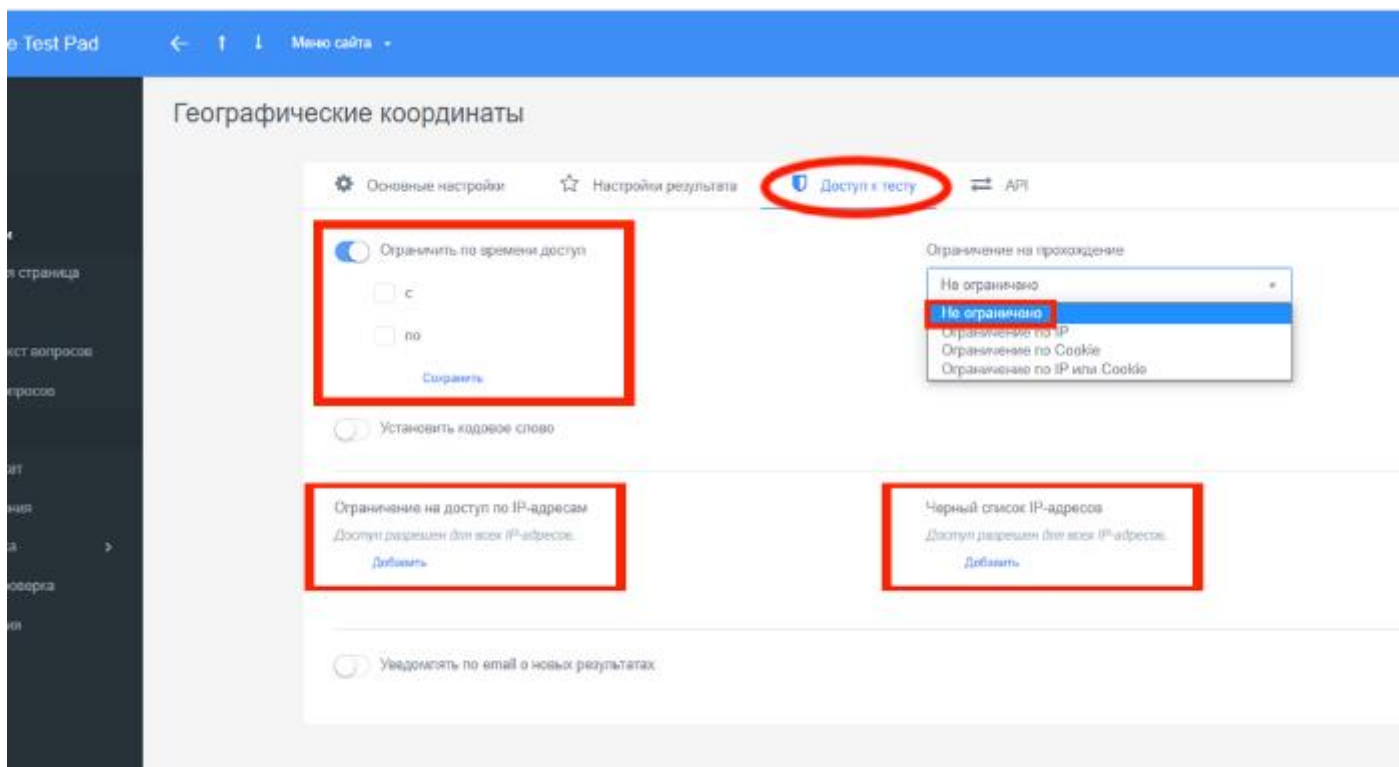 e Test Pad
Меню сайта
Географические координаты
Основные настройки
Настройки результата
Доступ к тесту
API
Ограничить по времени доступ
с
по
Сохранить
Ограничение на прохождение
Не ограничено
Не ограничено
Ограничение по IP
Ограничение по Cookie
Ограничение по IP или Cookie
Установить кодовое слово
Ограничение на доступ по IP-адресам
Доступ разрешен для всех IP-адресов.
Добавить
Черный список IP-адресов
Доступ разрешен для всех IP-адресов.
Добавить
Уведомлять по email о новых результатах
я страница
кст вопросов
опросов